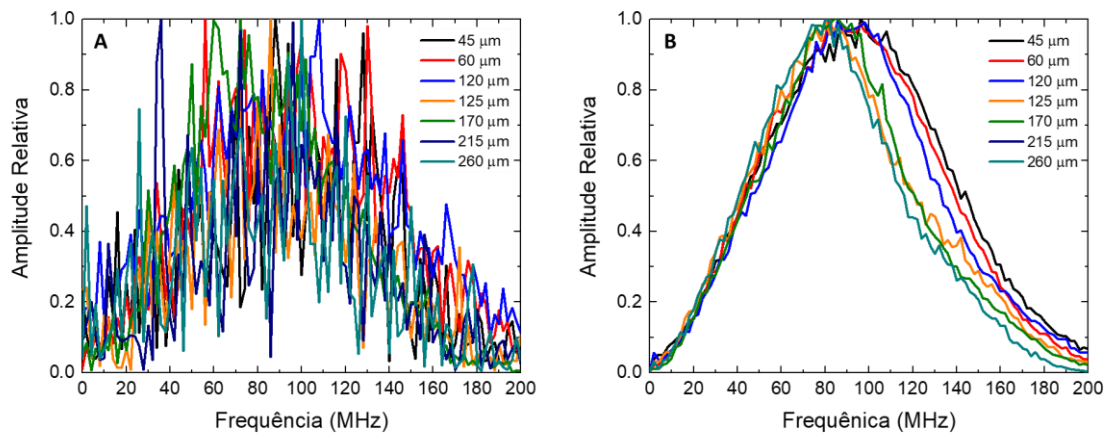 A
45 μm
60 μm
120 μm
125 μm
170 μm
215 μm
260 μm
Amplitude Relativa
1.0
0.8
0.6
0.4
0.2
0.0
0 20 40 60 80 100 120 140 160 180 200
Frequência (MHz)
B
45 μm
60 μm
120 μm
125 μm
170 μm
215 μm
260 μm
Amplitude Relativa
1.0
0.8
0.6
0.4
0.2
0.0
0 20 40 60 80 100 120 140 160 180 200
Frequênica (MHz)